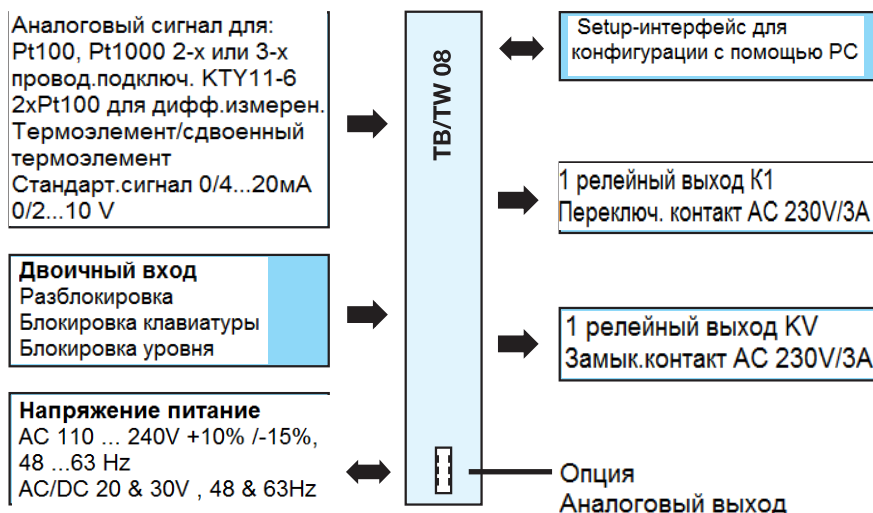 Аналоговый сигнал для:
Pt100, Pt1000 2-х или 3-х
провод.подключ. KTY11-6
2xPt100 для дифф.измерен.
Термоэлемент/сдвоенный
термоэлемент
Стандарт.сигнал 0/4...20мА
0/2...10 V
Двоичный вход
Разблокировка
Блокировка клавиатуры
Блокировка уровня
Напряжение питание
AC 110 ... 240V +10% /-15%,
48 ...63 Hz
AC/DC 20 & 30V , 48 & 63Hz
TB/TW 08
Setup-интерфейс для
конфигурации с помощью PC
1 релейный выход К1
Переключ. контакт AC 230V/3A
1 релейный выход KV
Замык.контакт AC 230V/3A
Опция
Аналоговый выход